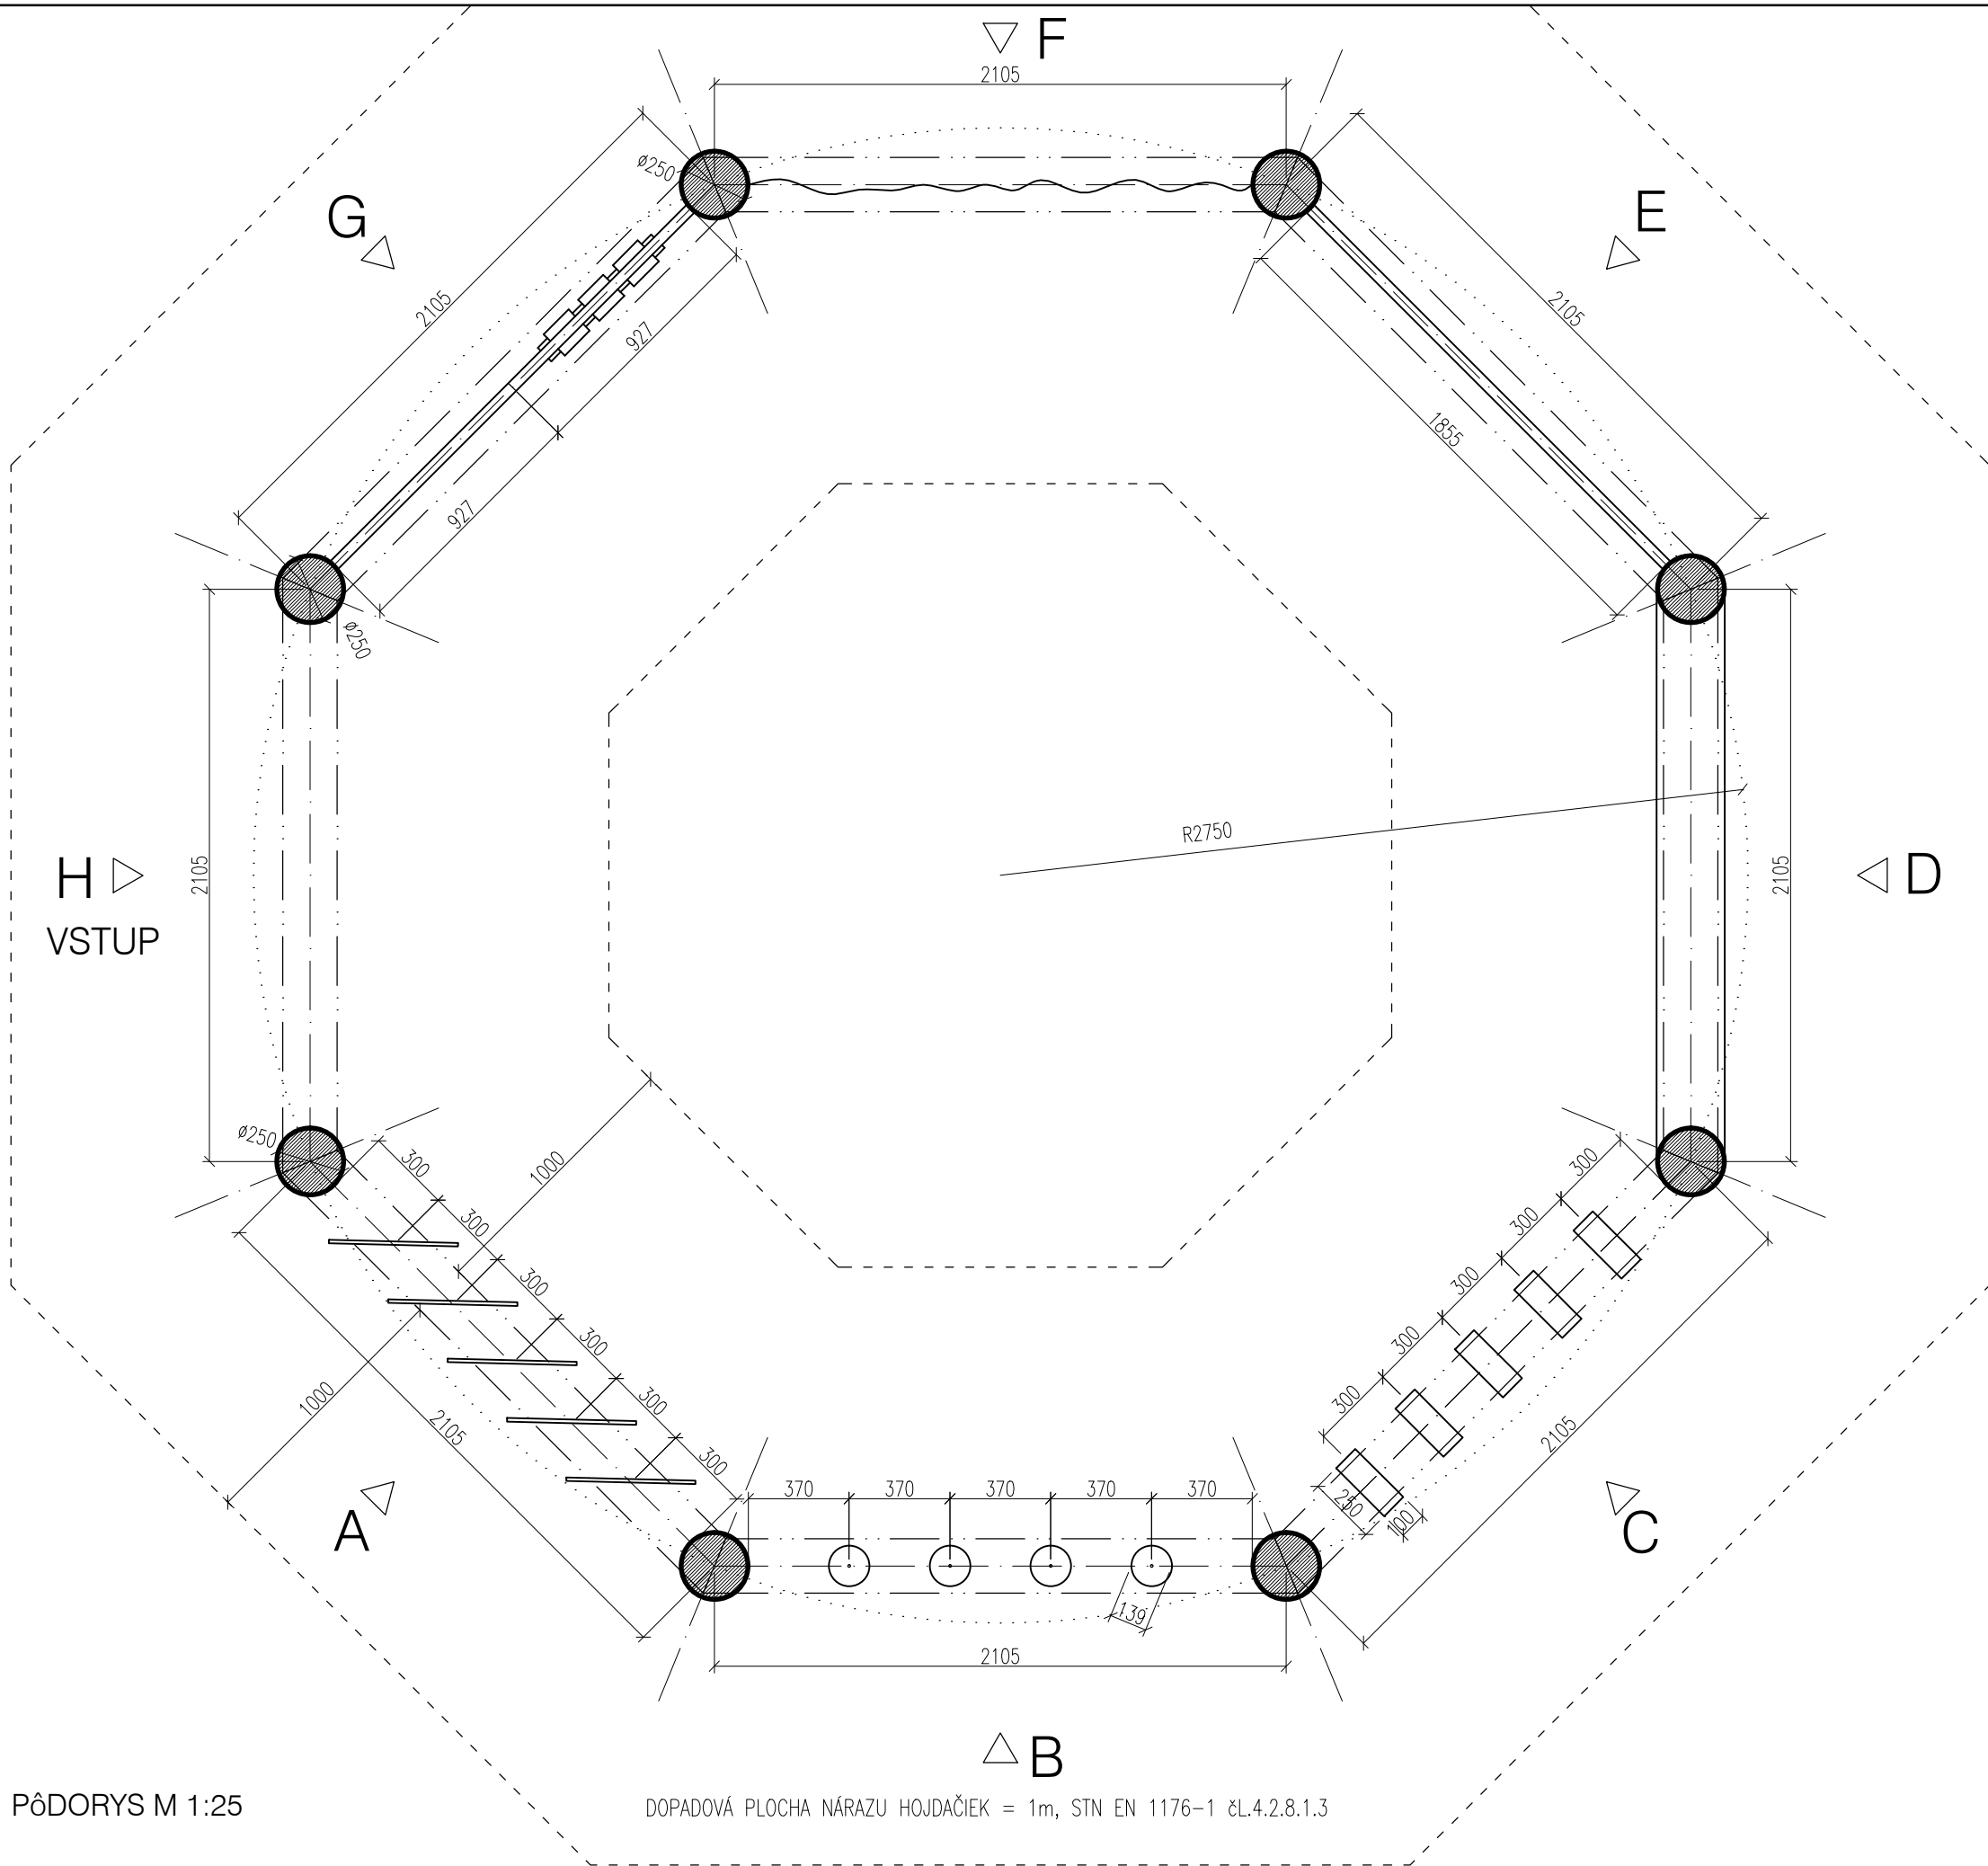 F
2105
ø250
G
E
2105
2105
927
1855
927
ø250
R2750
H
2105
2105
D
VSTUP
ø250
300
300
300
300
300
300
1000
1000
2105
A
300
300
300
300
300
250
100
2105
C
370
370
370
370
370
139
2105
B
PôDORYS M 1:25
DOPADOVÁ PLOCHA NÁRAZU HOJDAČIEK = 1m, STN EN 1176-1 čL.4.2.8.1.3